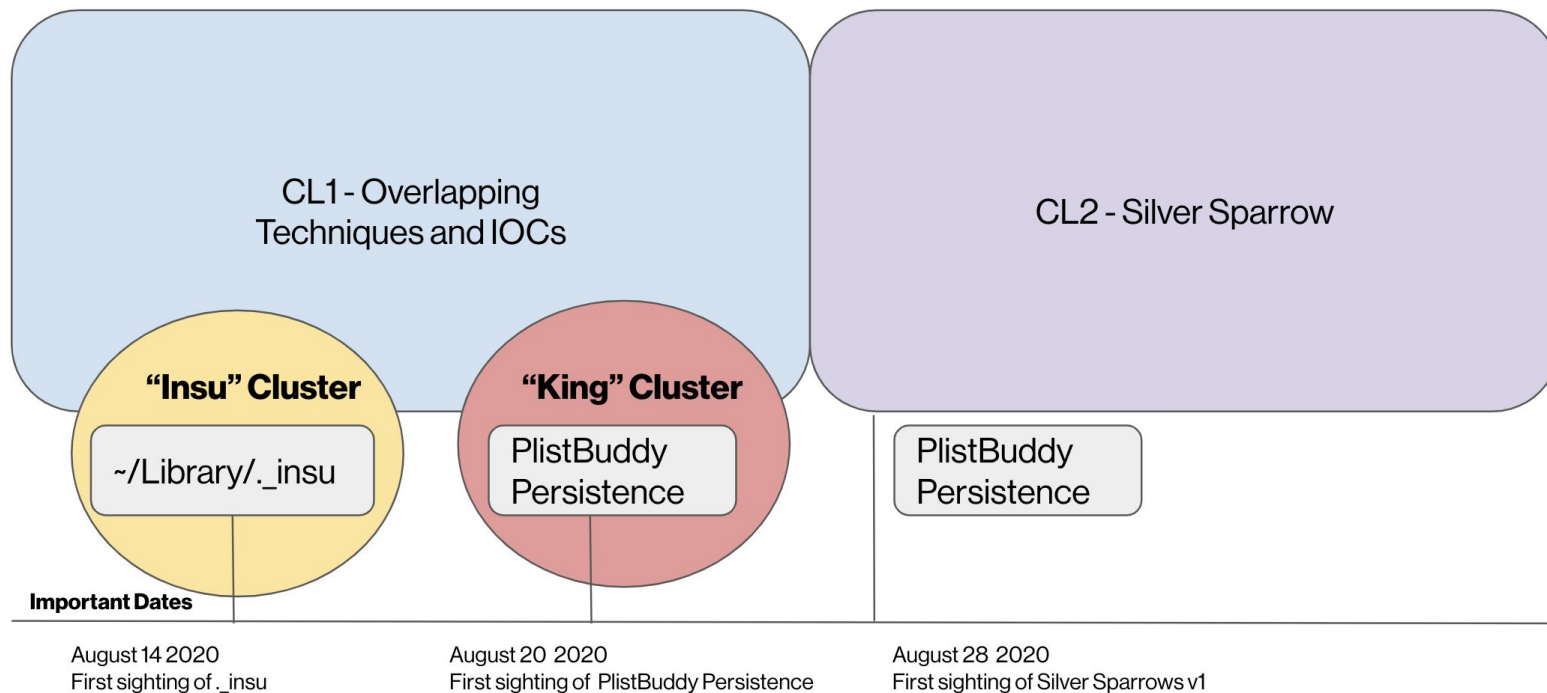 CL1 - Overlapping
Techniques and IOCs
CL2 - Silver Sparrow
“Insu” Cluster
~/Library/._insu
“King” Cluster
PlistBuddy
Persistence
PlistBuddy
Persistence
Important Dates
August 14 2020
First sighting of ._insu
August 20 2020
First sighting of PlistBuddy Persistence
August 28 2020
First sighting of Silver Sparrows v1